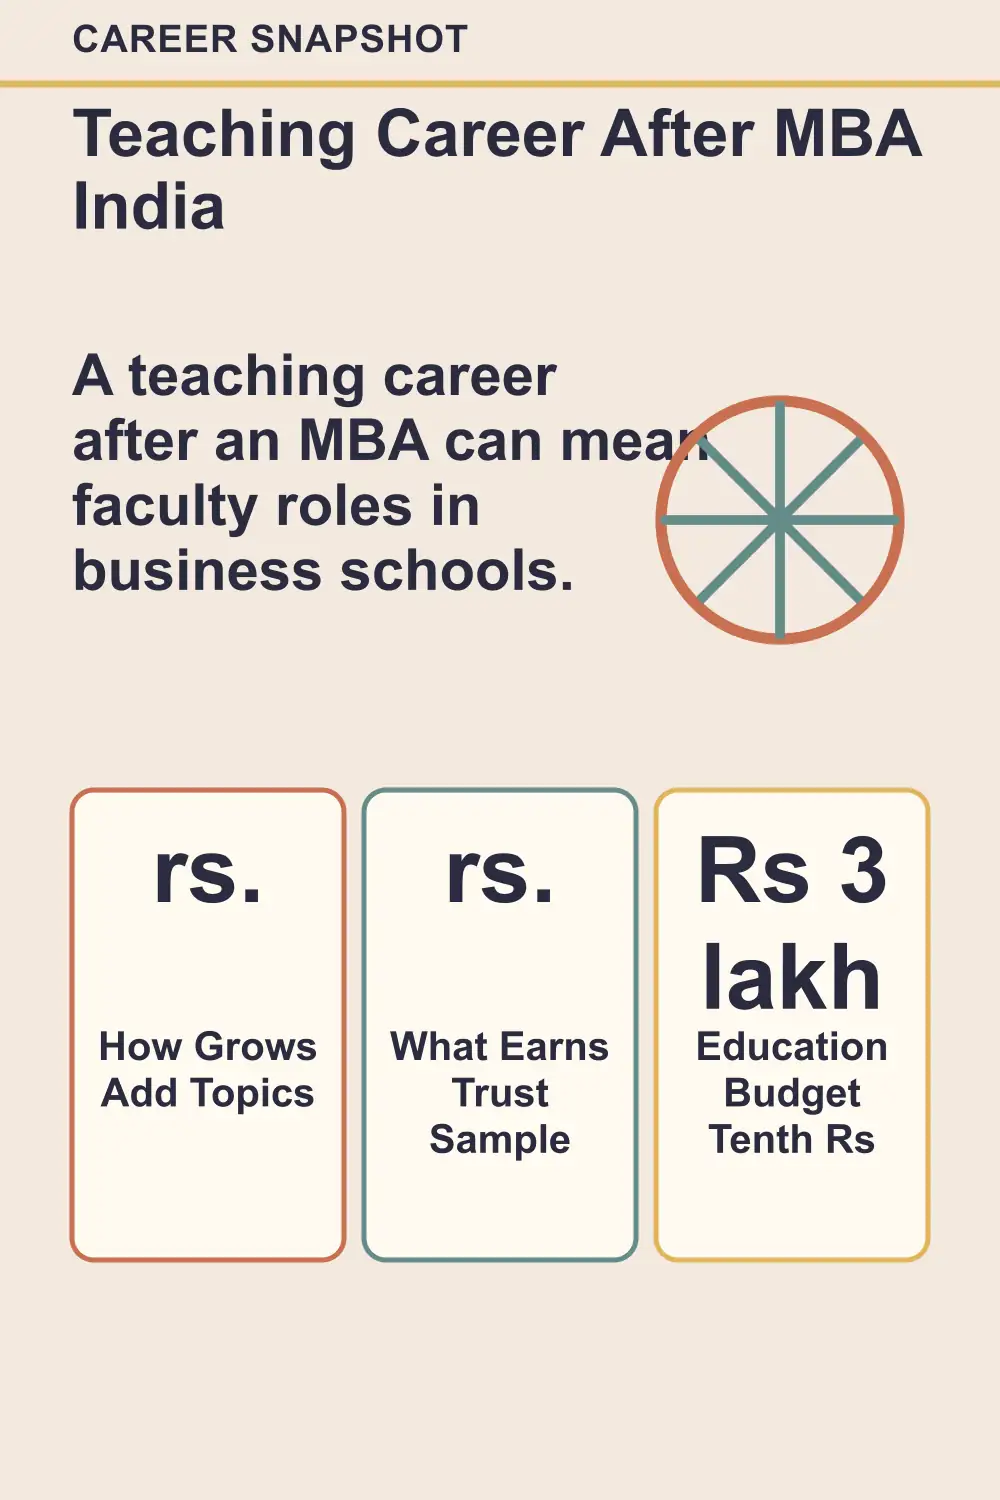 CAREER SNAPSHOT
Teaching Career After MBA
India
A teaching career
after an MBA can mean
faculty roles in
business schools.
rs.
How Grows
Add Topics
rs.
What Earns
Trust
Sample
Rs 3
lakh
Education
Budget
Tenth Rs